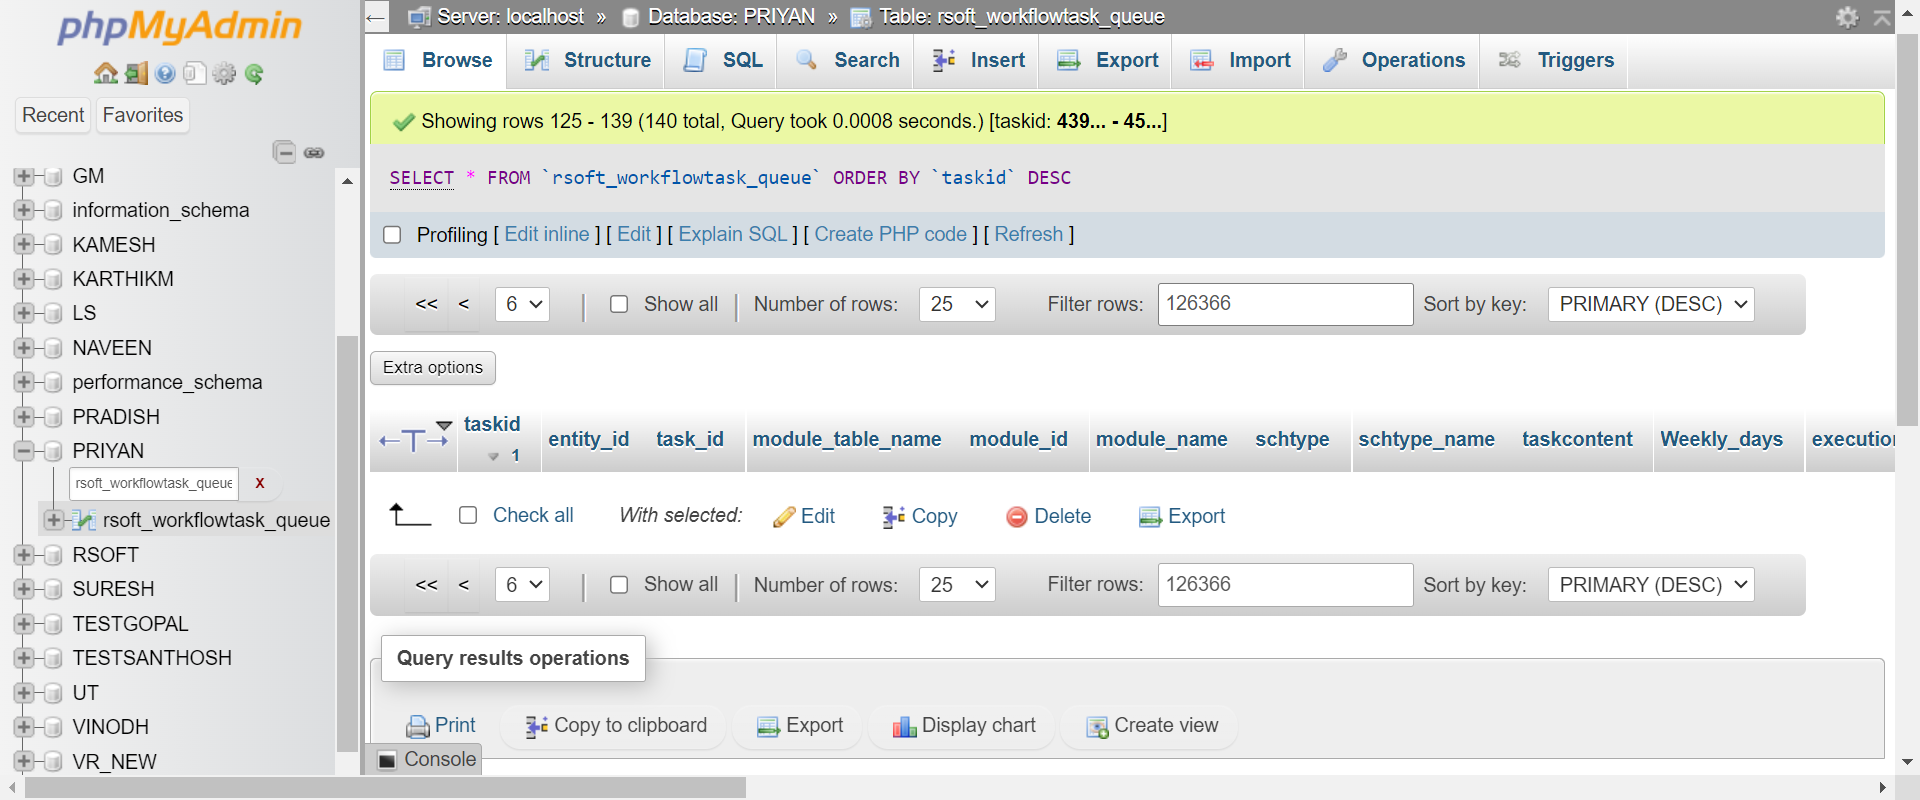 phpMyAdmin
Recent Favorites
GM
information_schema
KAMESH
KARTHIKM
LS
NAVEEN
performance_schema
PRADISH
PRIYAN
rsoft_workflowtask_queue x
rsoft_workflowtask_queue
RSOFT
SURESH
TESTGOPAL
TESTSANTHOSH
UT
VINODH
VR_NEW
Server: localhost » Database: PRIYAN » Table: rsoft_workflowtask_queue
Browse Structure SQL Search Insert Export Import Operations Triggers
Showing rows 125 - 139 (140 total, Query took 0.0008 seconds.) [taskid: 439... - 45...]
SELECT * FROM `rsoft_workflowtask_queue` ORDER BY `taskid` DESC
Profiling [ Edit inline ] [ Edit ] [ Explain SQL ] [ Create PHP code ] [ Refresh ]
<< < 6 | Show all | Number of rows: 25 Filter rows: 126366 Sort by key: PRIMARY (DESC)
Extra options
←T→ taskid 1 entity_id task_id module_table_name module_id module_name schtype schtype_name taskcontent Weekly_days execution
Check all With selected: Edit Copy Delete Export
<< < 6 | Show all | Number of rows: 25 Filter rows: 126366 Sort by key: PRIMARY (DESC)
Query results operations
Print Copy to clipboard Export Display chart Create view
Console